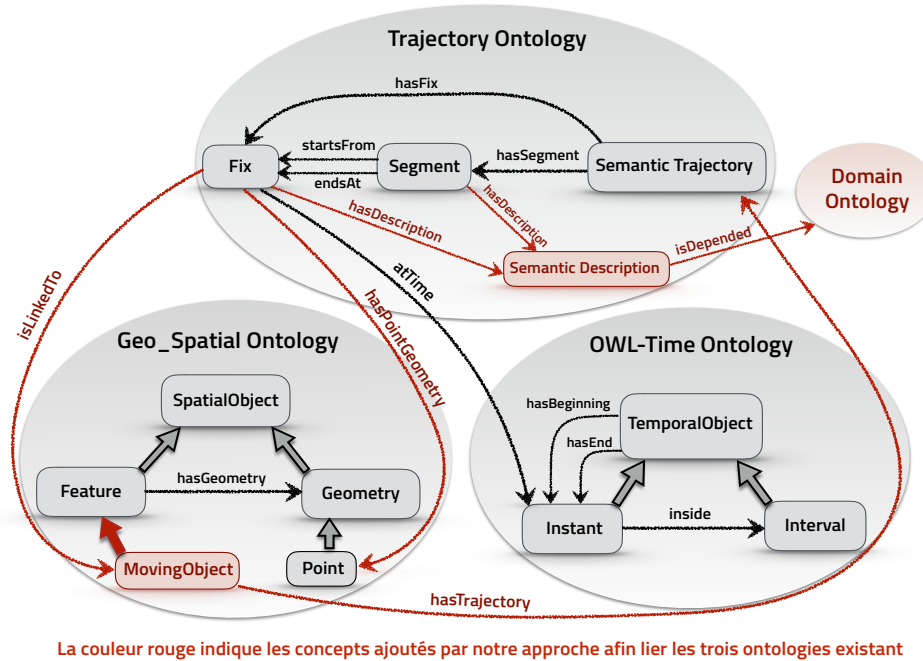 Trajectory Ontology
hasFix
startsFrom
Fix
Segment
hasSegment
Semantic Trajectory
endsAt
Domain
Ontology
hasDescription
hasDescription
isDepended
Semantic Description
atTime
isLinkedTo
hasPointGeometry
Geo_Spatial Ontology
OWL-Time Ontology
SpatialObject
hasBeginning
TemporalObject
hasEnd
Feature
hasGeometry
Geometry
Instant
inside
Interval
MovingObject
Point
hasTrajectory
La couleur rouge indique les concepts ajoutés par notre approche afin lier les trois ontologies existant